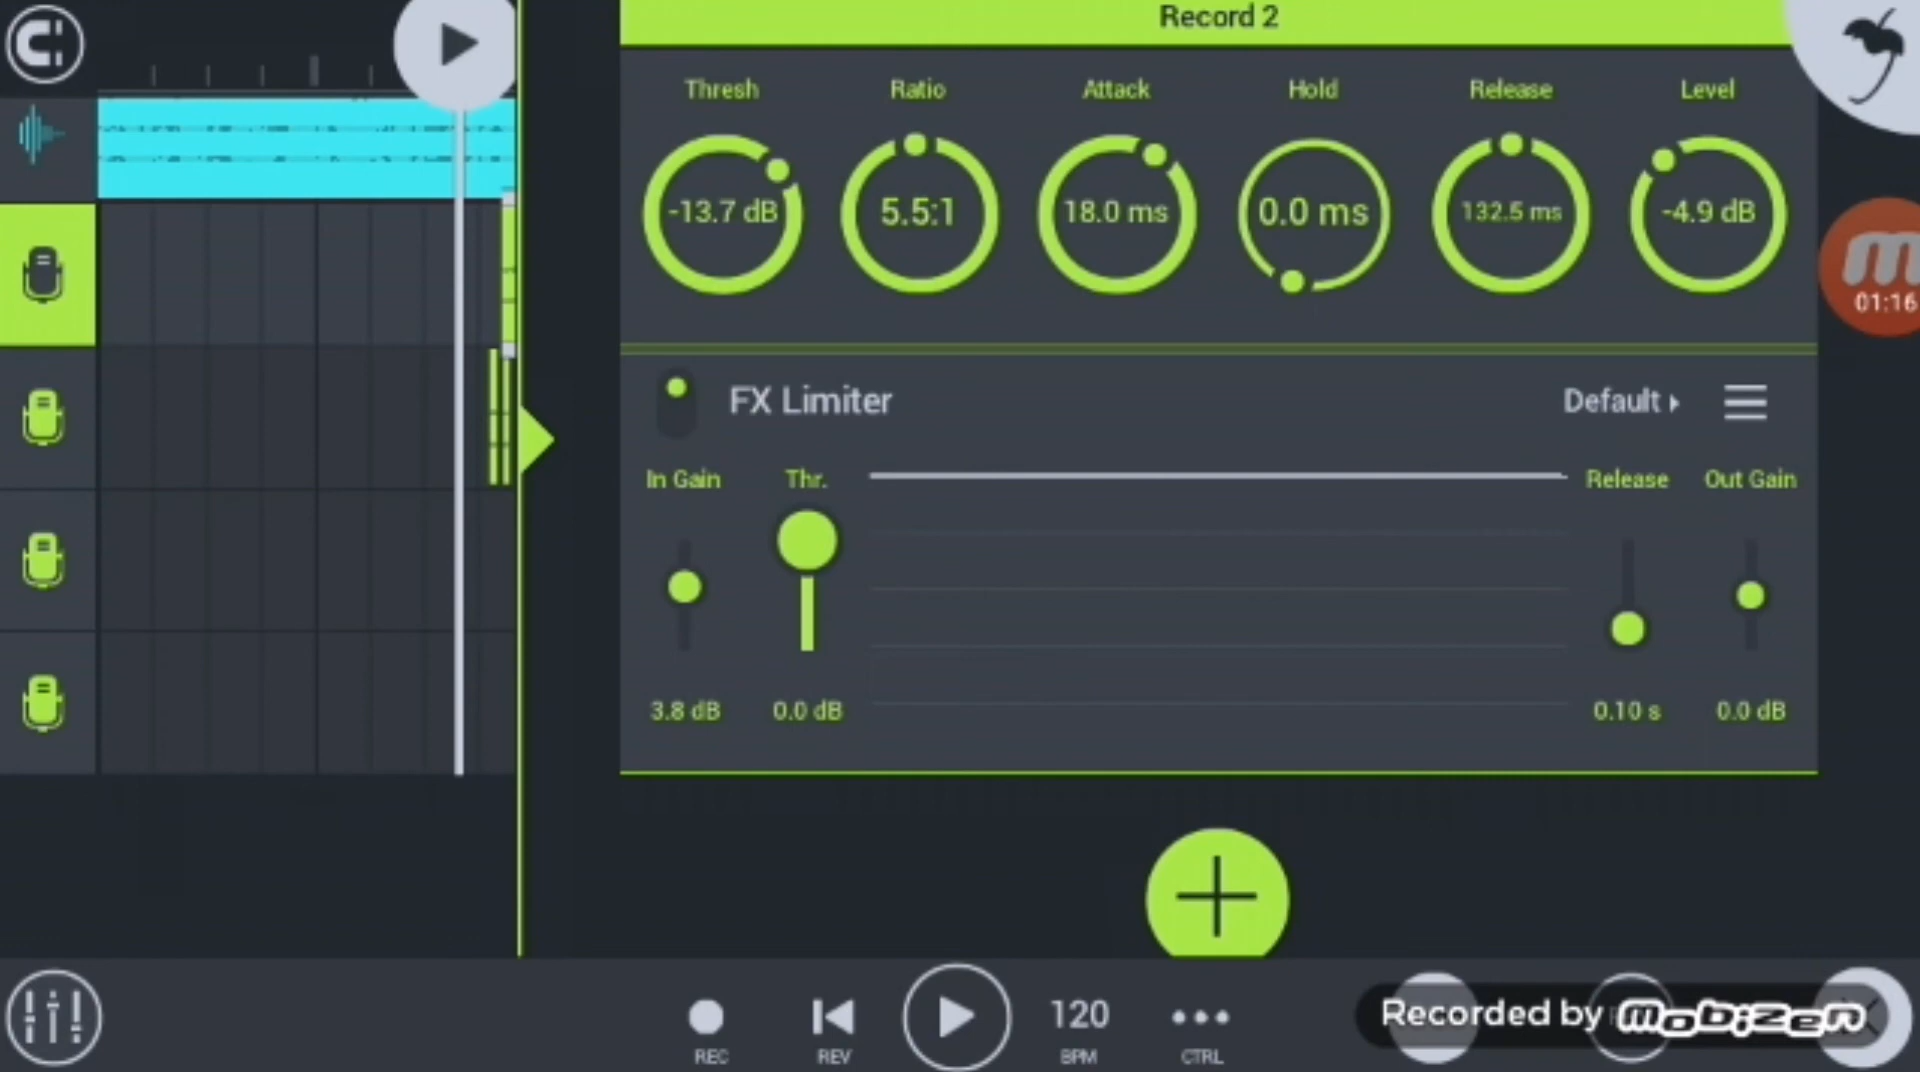 Record 2
Thresh Ratio Attack Hold Release Level
-13.7 dB 5.5:1 18.0 ms 0.0 ms 132.5 ms -4.9 dB
01:16
FX Limiter Default
In Gain Thr. Release Out Gain
3.8 dB 0.0 dB 0.10 s 0.0 dB
120
REC REV BPM CTRL
Recorded by mobizen